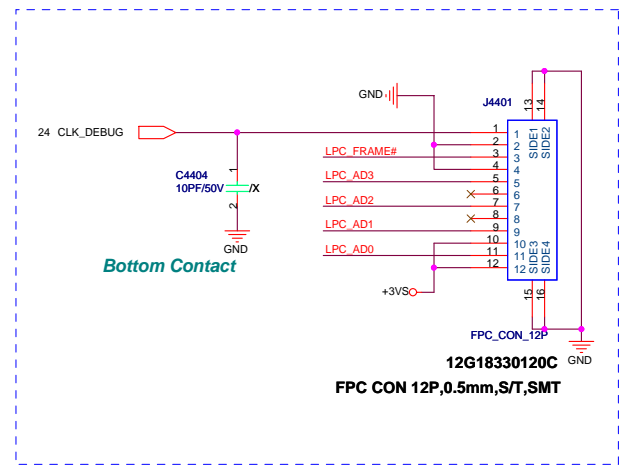 GND
J4401
13
14
24 CLK_DEBUG
1
1
2
2
SIDE1
SIDE2
LPC_FRAME#
3
3
4
4
C4404
10PF/50V
1
2
/X
LPC_AD3
5
5
6
6
LPC_AD2
7
7
8
8
LPC_AD1
9
9
10
10
LPC_AD0
11
11
12
12
SIDE3
SIDE4
GND
Bottom Contact
+3VS
15
16
FPC_CON_12P
GND
12G18330120C
FPC CON 12P,0.5mm,S/T,SMT